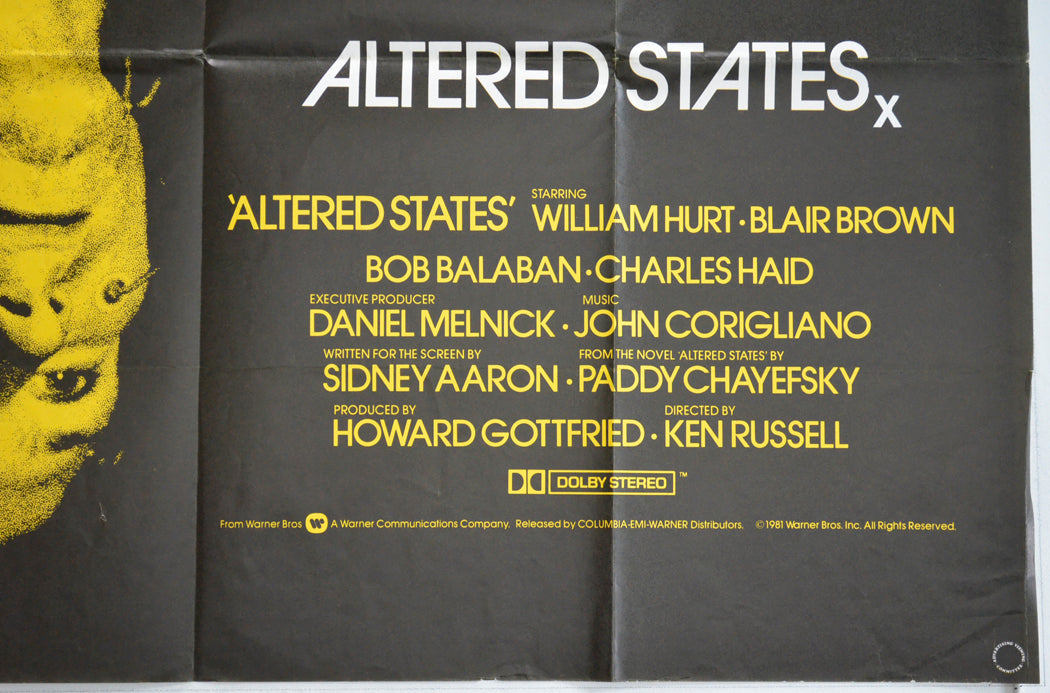 ALTERED STATES X
'ALTERED STATES' STARRING WILLIAM HURT · BLAIR BROWN
BOB BALABAN · CHARLES HAID
EXECUTIVE PRODUCER MUSIC
DANIEL MELNICK · JOHN CORIGLIANO
WRITTEN FOR THE SCREEN BY FROM THE NOVEL 'ALTERED STATES' BY
SIDNEY AARON · PADDY CHAYEFSKY
PRODUCED BY DIRECTED BY
HOWARD GOTTFRIED · KEN RUSSELL
DOLBY STEREO ™
From Warner Bros A Warner Communications Company. Released by COLUMBIA-EMI-WARNER Distributors. © 1981 Warner Bros. Inc. All Rights Reserved.
ADVERTISING VIEWING COMMITTEE